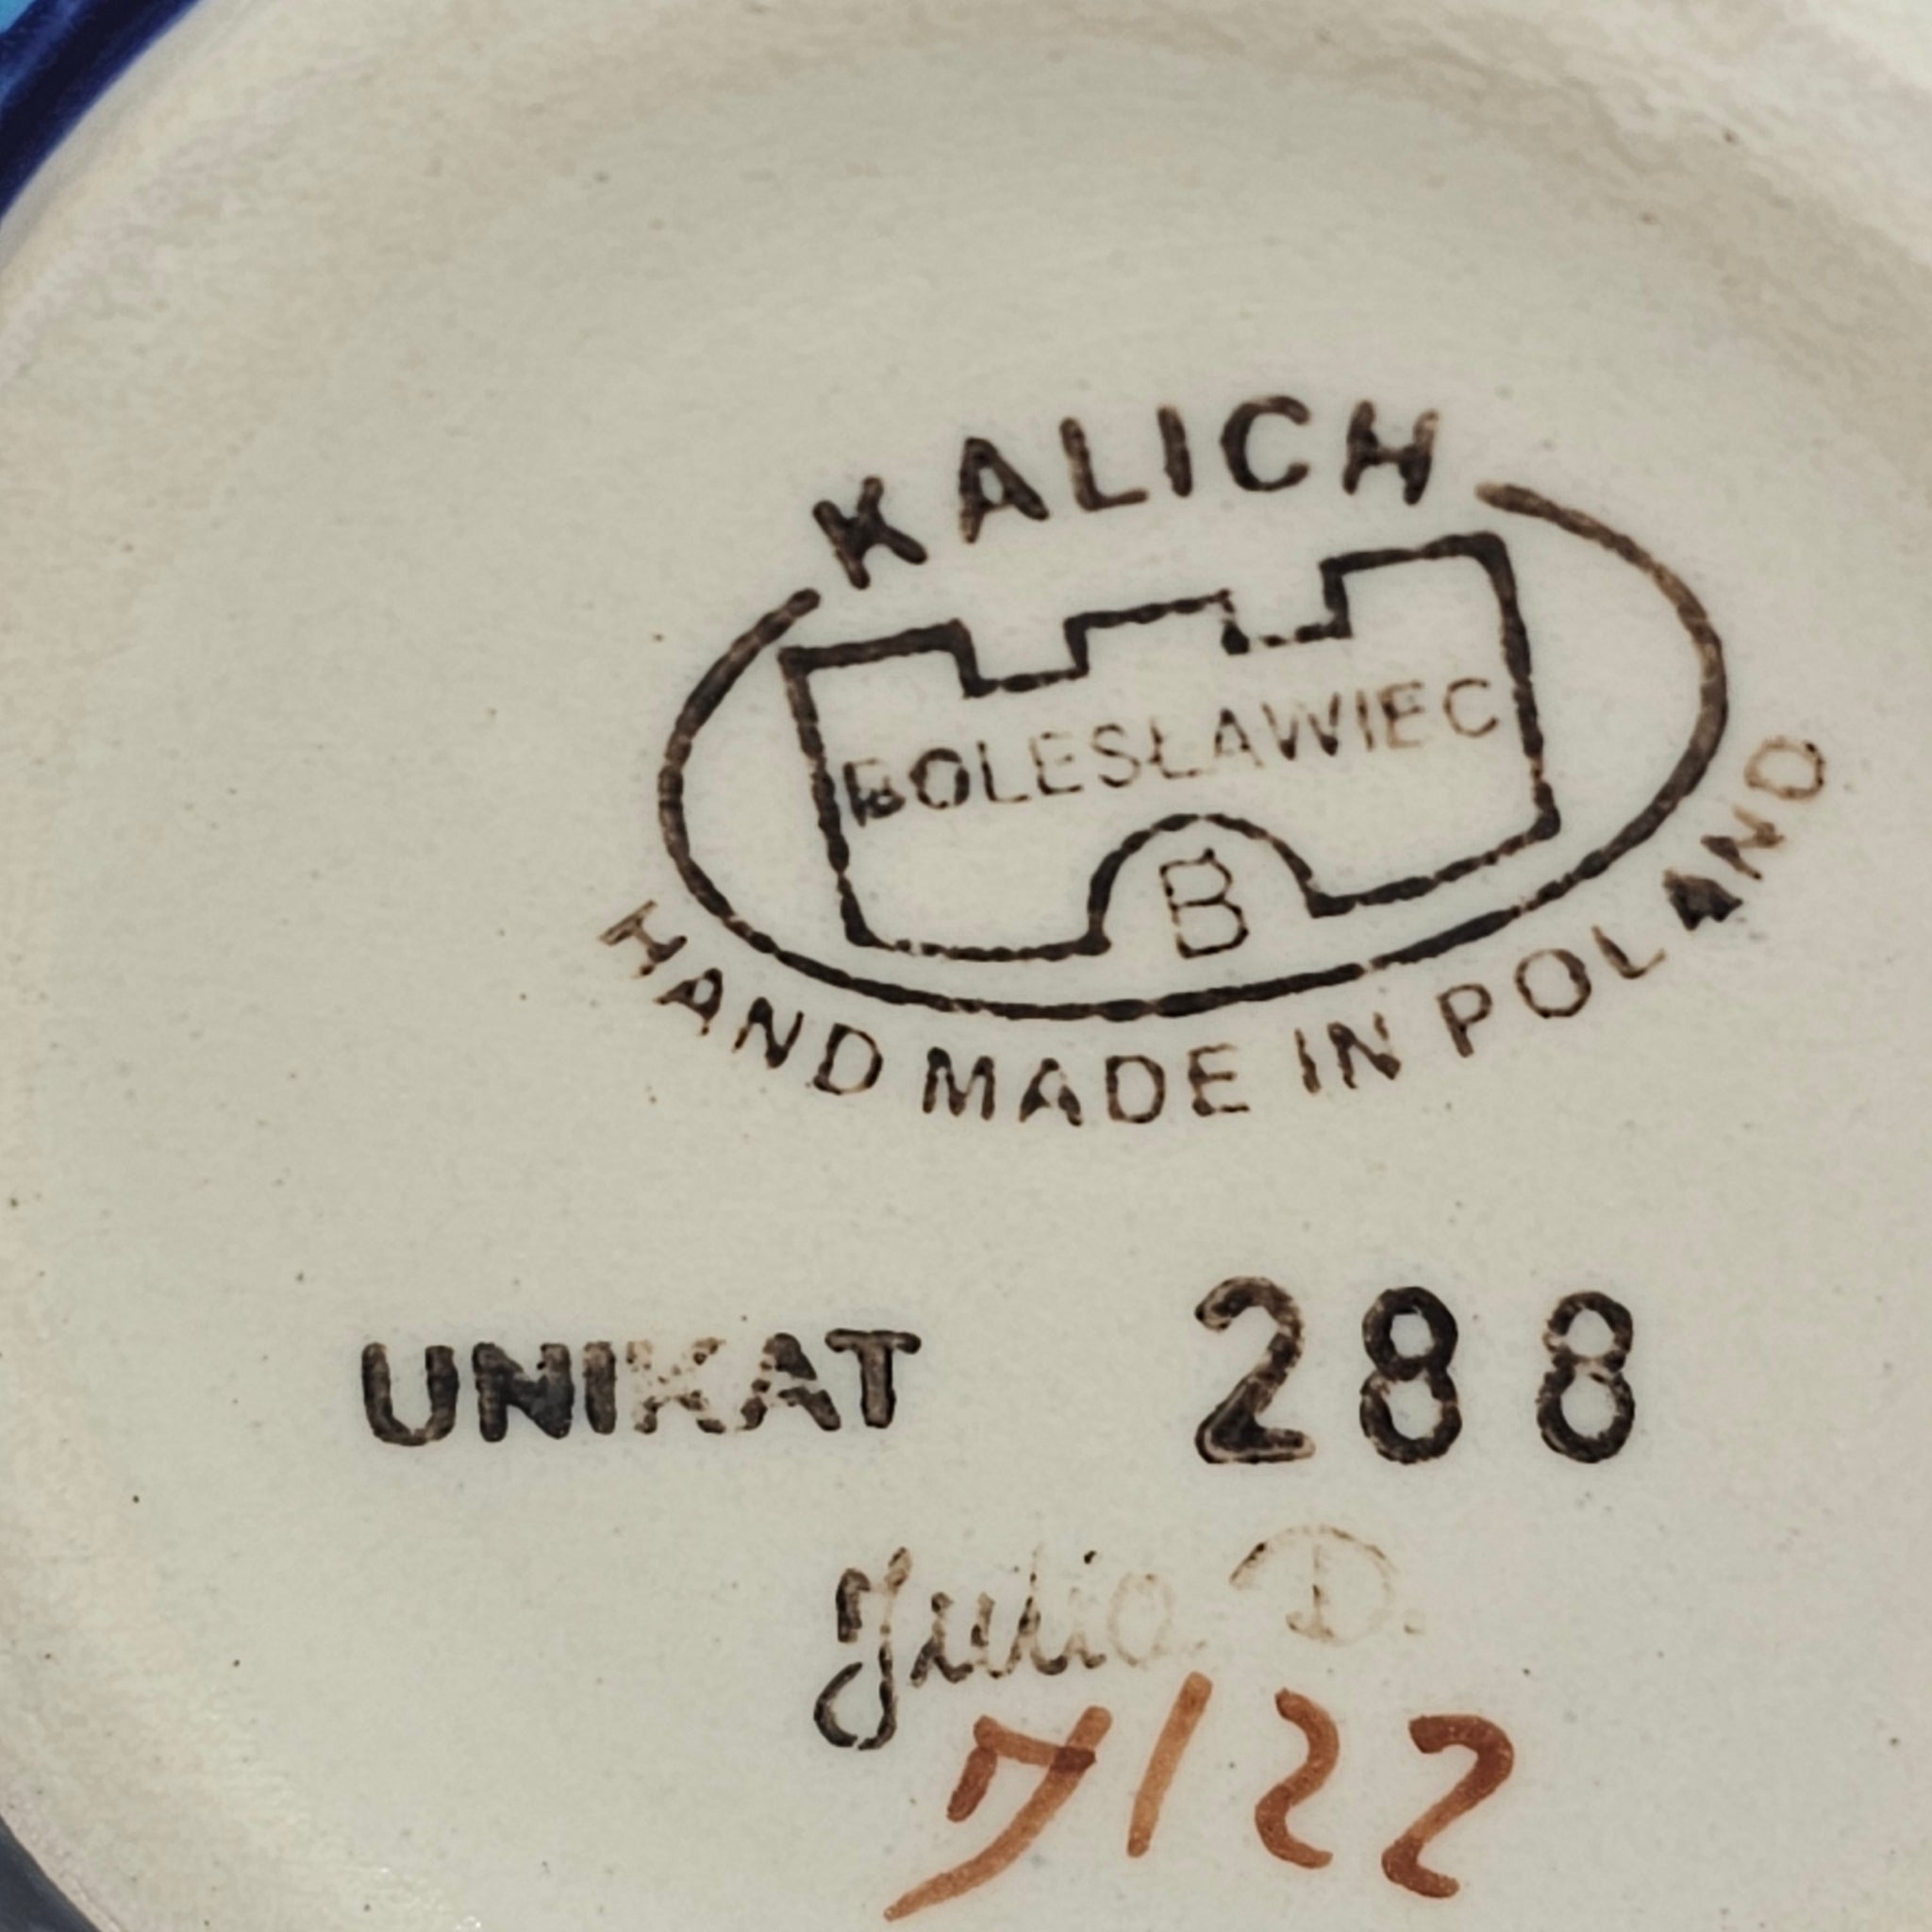 KALICH
BOLESŁAWIEC
B
HAND MADE IN POLAND
UNIKAT 288
Julia D.
7/22